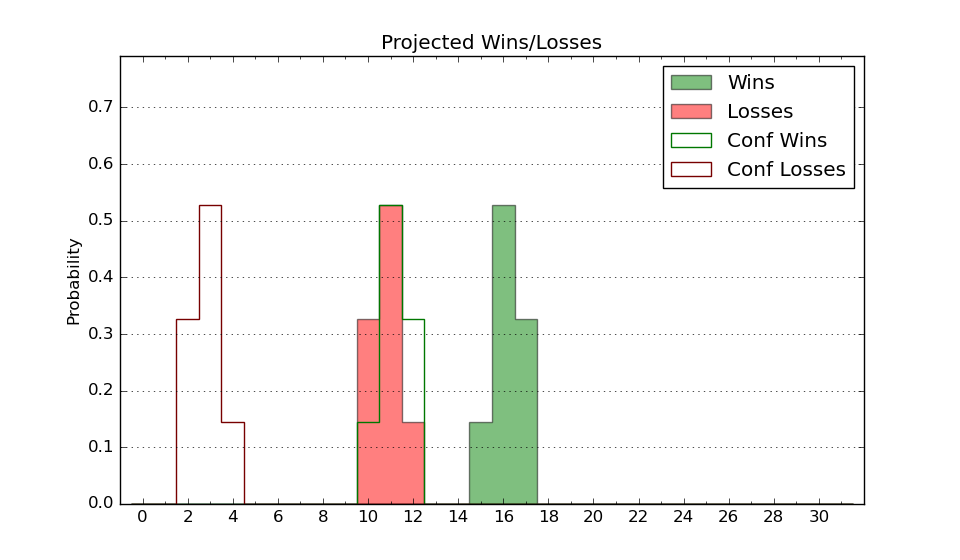 Projected Wins/Losses
Wins
Losses
Conf Wins
Conf Losses
Probability
0.7
0.6
0.5
0.4
0.3
0.2
0.1
0.0
0 2 4 6 8 10 12 14 16 18 20 22 24 26 28 30